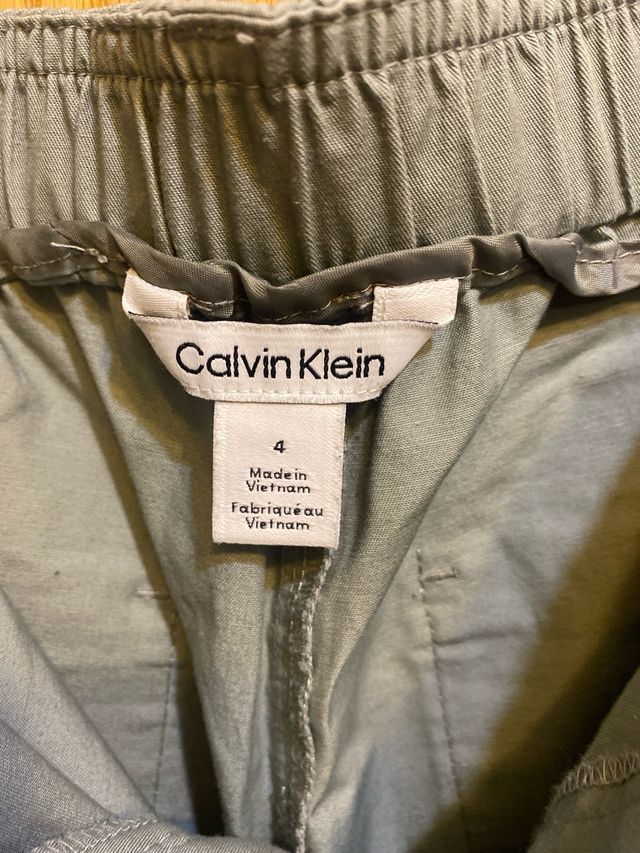 Calvin Klein
4
Made in
Vietnam
Fabriqué au
Vietnam